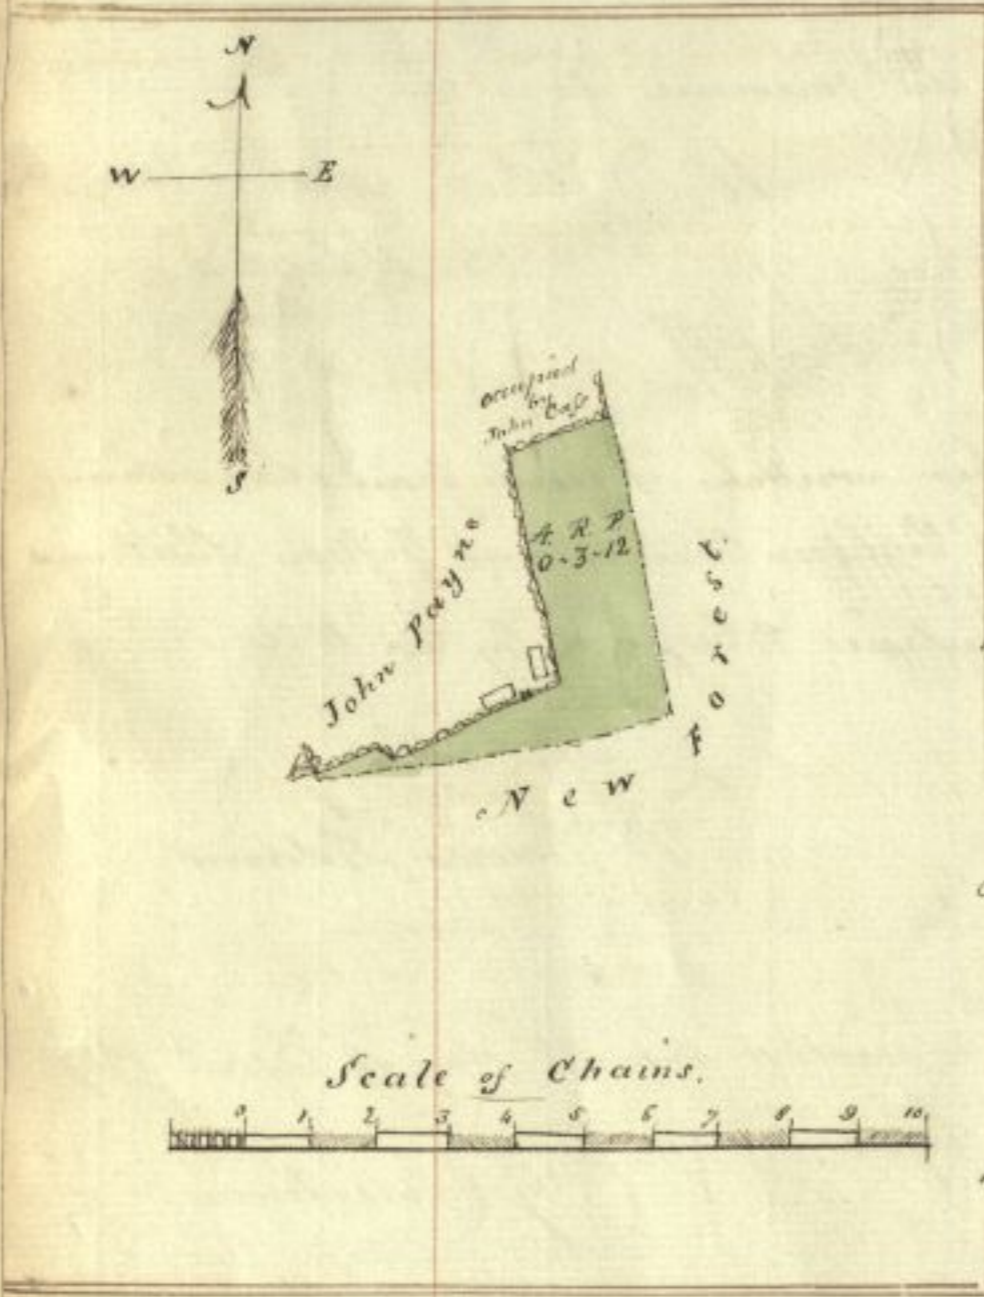 N
W E
S
occupied
by
John
A. R. P
0-3-12
John Payne
New Forest.
Scale of Chains.
0 1 2 3 4 5 6 7 8 9 10